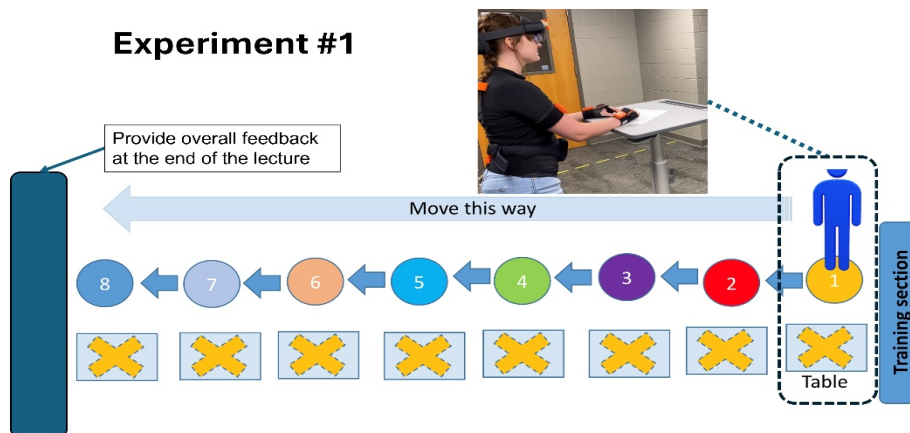 Experiment #1
Provide overall feedback
at the end of the lecture
Move this way
8
7
6
5
4
3
2
1
Table
Training section